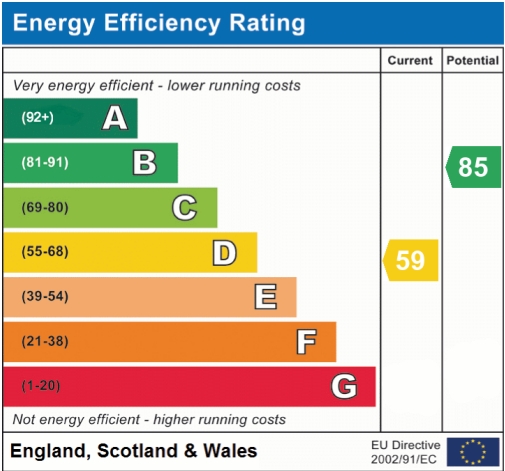 Energy Efficiency Rating
Current Potential
Very energy efficient - lower running costs
(92+) A
(81-91) B
85
(69-80) C
(55-68) D
59
(39-54) E
(21-38) F
(1-20) G
Not energy efficient - higher running costs
England, Scotland & Wales
EU Directive
2002/91/EC